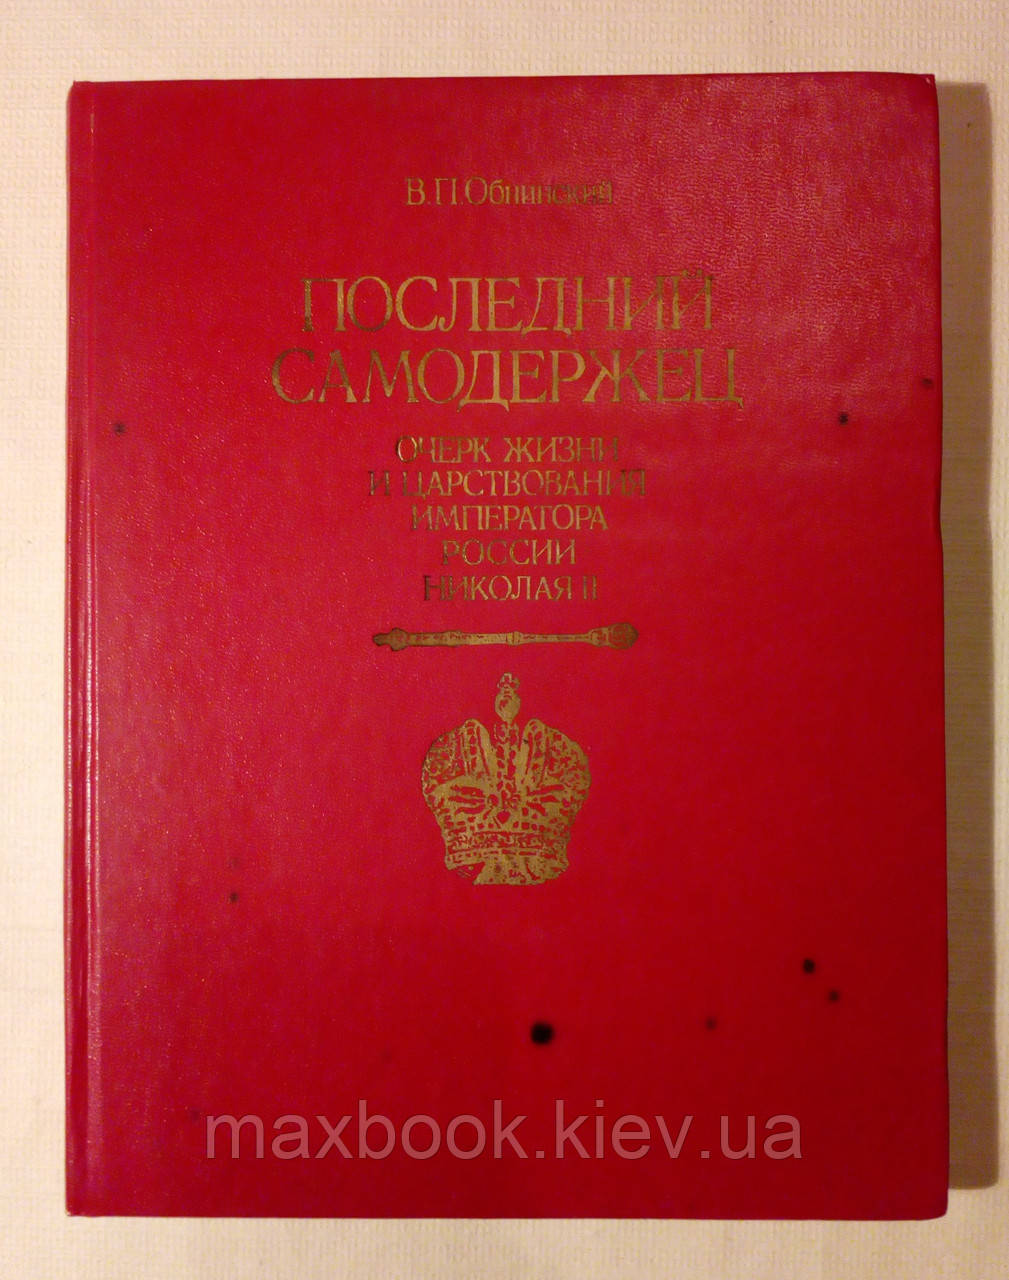 В.П.Обнинский
ПОСЛЕДНИЙ
САМОДЕРЖЕЦ
ОЧЕРК ЖИЗНИ
И ЦАРСТВОВАНИЯ
ИМПЕРАТОРА
РОССИИ
НИКОЛАЯ II
maxbook.kiev.ua